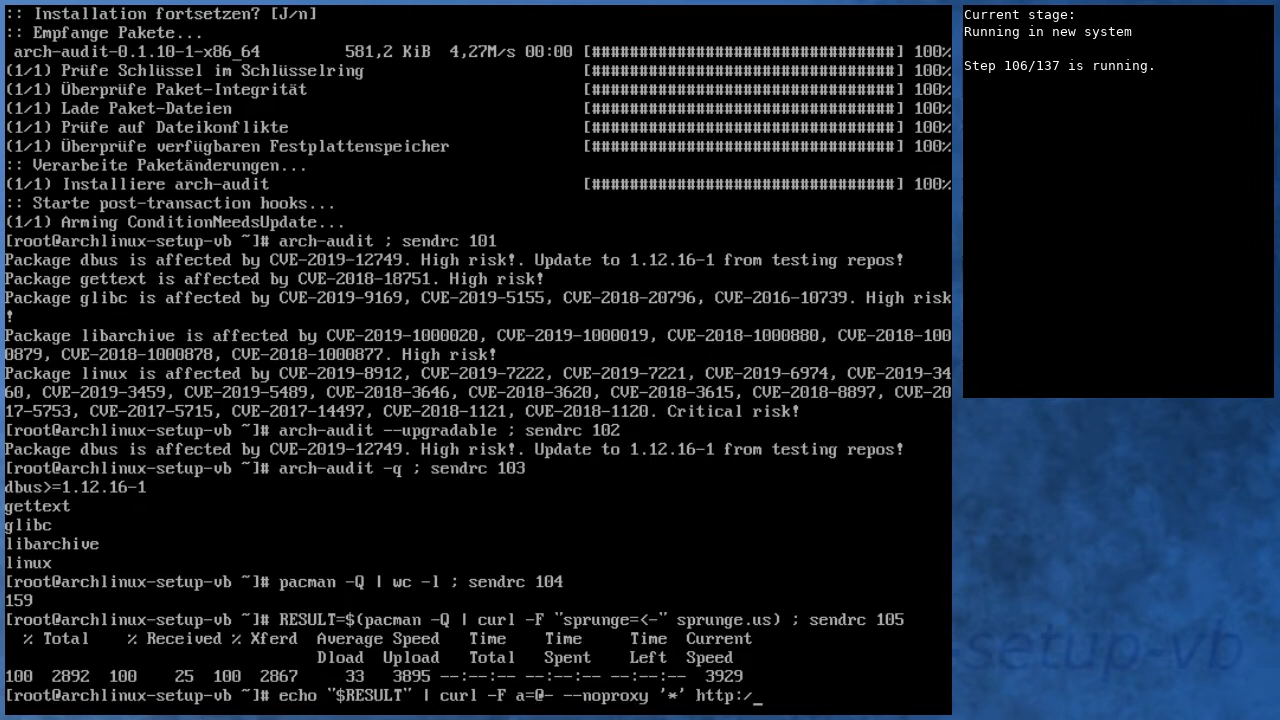 :: Installation fortsetzen? [J/n]
:: Empfange Pakete...
 arch-audit-0.1.10-1-x86_64         581,2 KiB  4,27M/s 00:00 [################################] 100%
(1/1) Prüfe Schlüssel im Schlüsselring                       [################################] 100%
(1/1) Überprüfe Paket-Integrität                             [################################] 100%
(1/1) Lade Paket-Dateien                                     [################################] 100%
(1/1) Prüfe auf Dateikonflikte                               [################################] 100%
(1/1) Überprüfe verfügbaren Festplattenspeicher              [################################] 100%
:: Verarbeite Paketänderungen...
(1/1) Installiere arch-audit                                 [################################] 100%
:: Starte post-transaction hooks...
(1/1) Arming ConditionNeedsUpdate...
[root@archlinux-setup-vb ~]# arch-audit ; sendrc 101
Package dbus is affected by CVE-2019-12749. High risk!. Update to 1.12.16-1 from testing repos!
Package gettext is affected by CVE-2018-18751. High risk!
Package glibc is affected by CVE-2019-9169, CVE-2019-5155, CVE-2018-20796, CVE-2016-10739. High risk
!
Package libarchive is affected by CVE-2019-1000020, CVE-2019-1000019, CVE-2018-1000880, CVE-2018-100
0879, CVE-2018-1000878, CVE-2018-1000877. High risk!
Package linux is affected by CVE-2019-8912, CVE-2019-7222, CVE-2019-7221, CVE-2019-6974, CVE-2019-34
60, CVE-2019-3459, CVE-2019-5489, CVE-2018-3646, CVE-2018-3620, CVE-2018-3615, CVE-2018-8897, CVE-20
17-5753, CVE-2017-5715, CVE-2017-14497, CVE-2018-1121, CVE-2018-1120. Critical risk!
[root@archlinux-setup-vb ~]# arch-audit --upgradable ; sendrc 102
Package dbus is affected by CVE-2019-12749. High risk!. Update to 1.12.16-1 from testing repos!
[root@archlinux-setup-vb ~]# arch-audit -q ; sendrc 103
dbus>=1.12.16-1
gettext
glibc
libarchive
linux
[root@archlinux-setup-vb ~]# pacman -Q | wc -l ; sendrc 104
159
[root@archlinux-setup-vb ~]# RESULT=$(pacman -Q | curl -F "sprunge=<-" sprunge.us) ; sendrc 105
  % Total    % Received % Xferd  Average Speed   Time    Time     Time  Current
                                 Dload  Upload   Total   Spent    Left  Speed
100  2892  100    25  100  2867     33   3895 --:--:-- --:--:-- --:--:--  3929
[root@archlinux-setup-vb ~]# echo "$RESULT" | curl -F a=@- --noproxy '*' http:/_
Current stage:
Running in new system
Step 106/137 is running.
setup-vb